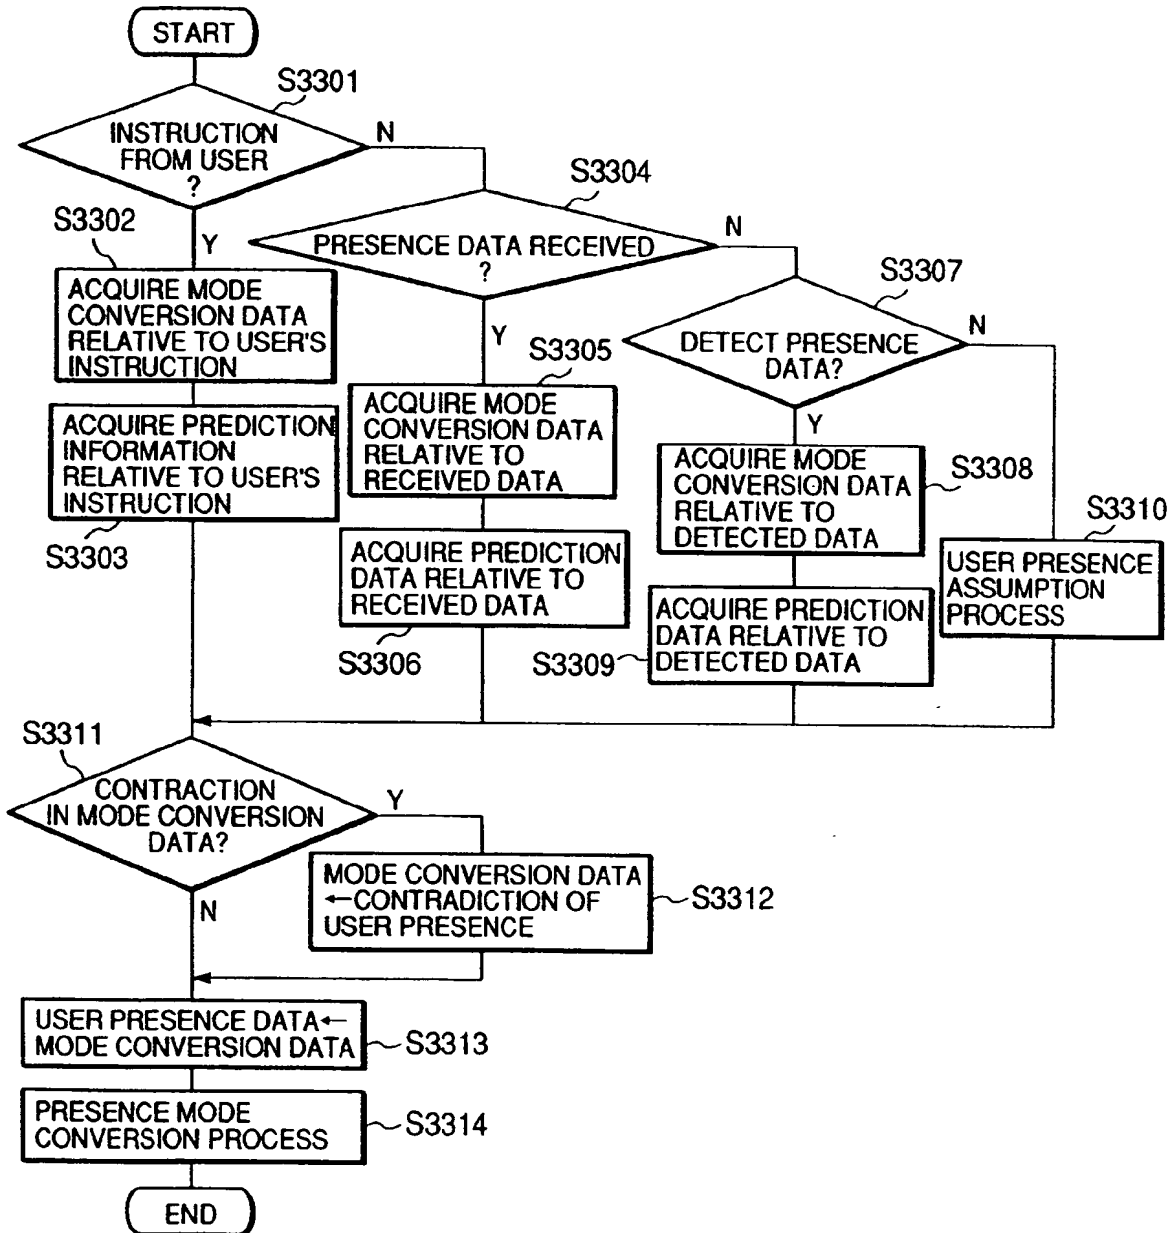 START
S3301
INSTRUCTION
FROM USER
?
N
Y
S3302
ACQUIRE MODE
CONVERSION DATA
RELATIVE TO USER'S
INSTRUCTION
ACQUIRE PREDICTION
INFORMATION
RELATIVE TO USER'S
INSTRUCTION
S3303
S3304
PRESENCE DATA RECEIVED
?
N
Y
S3305
ACQUIRE MODE
CONVERSION DATA
RELATIVE TO
RECEIVED DATA
ACQUIRE PREDICTION
DATA RELATIVE TO
RECEIVED DATA
S3306
S3307
DETECT PRESENCE
DATA?
N
Y
ACQUIRE MODE
CONVERSION DATA
RELATIVE TO
DETECTED DATA
S3308
ACQUIRE PREDICTION
DATA RELATIVE TO
DETECTED DATA
S3309
S3310
USER PRESENCE
ASSUMPTION
PROCESS
S3311
CONTRACTION
IN MODE CONVERSION
DATA?
Y
N
MODE CONVERSION DATA
←CONTRADICTION OF
USER PRESENCE
S3312
USER PRESENCE DATA←
MODE CONVERSION DATA
S3313
PRESENCE MODE
CONVERSION PROCESS
S3314
END